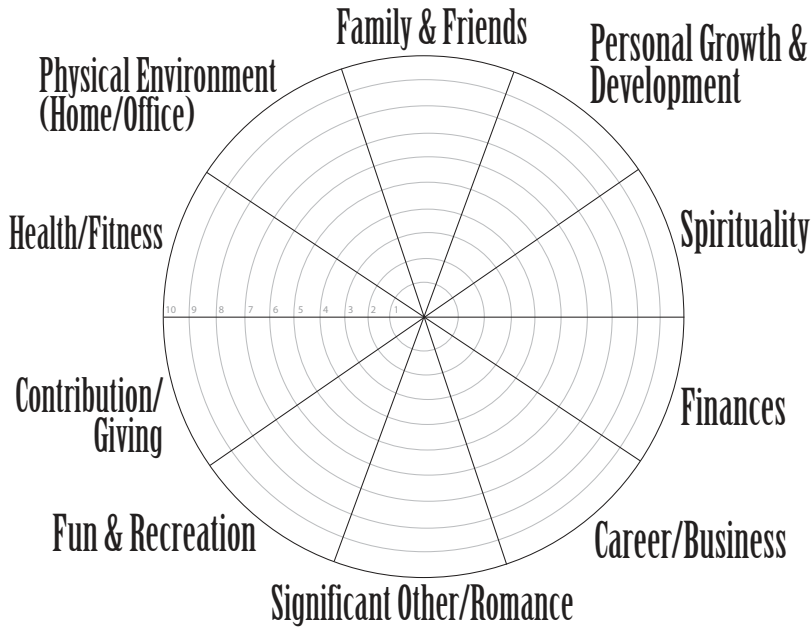 Family & Friends
Personal Growth &
Development
Physical Environment
(Home/Office)
Health/Fitness
Spirituality
10 9 8 7 6 5 4 3 2 1
Contribution/
Giving
Finances
Fun & Recreation
Career/Business
Significant Other/Romance